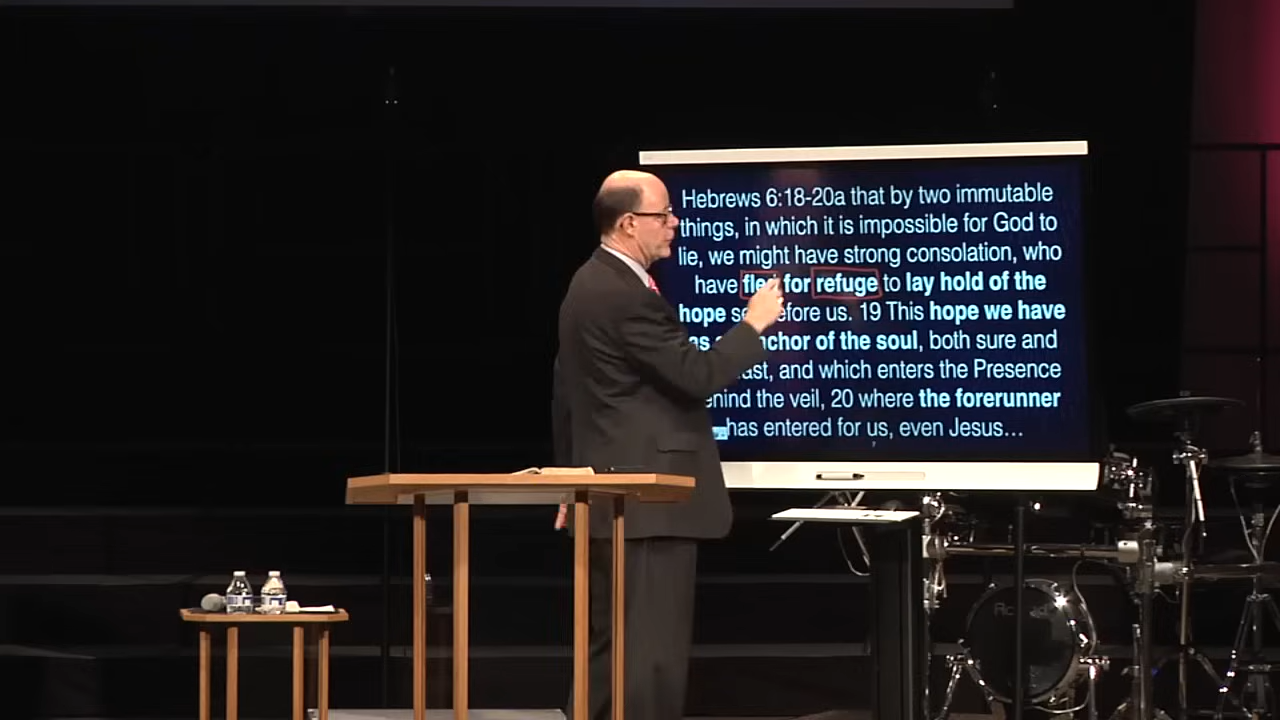 Hebrews 6:18-20a that by two immutable
things, in which it is impossible for God to
lie, we might have strong consolation, who
have fled for refuge to lay hold of the
hope before us. 19 This hope we have
as anchor of the soul, both sure and
and which enters the Presence
the veil, 20 where the forerunner
has entered for us, even Jesus…